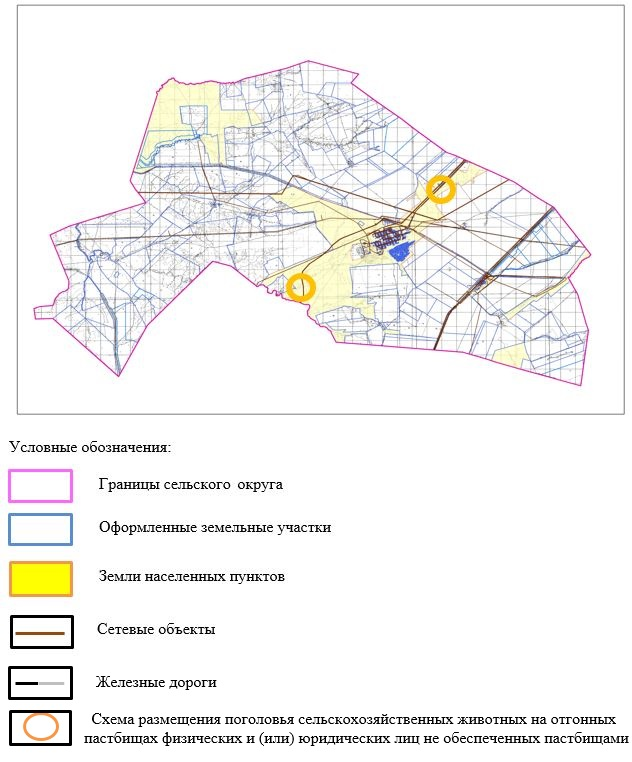 Условные обозначения:
Границы сельского округа
Оформленные земельные участки
Земли населенных пунктов
Сетевые объекты
Железные дороги
Схема размещения поголовья сельскохозяйственных животных на отгонных
пастбищах физических и (или) юридических лиц не обеспеченных пастбищами